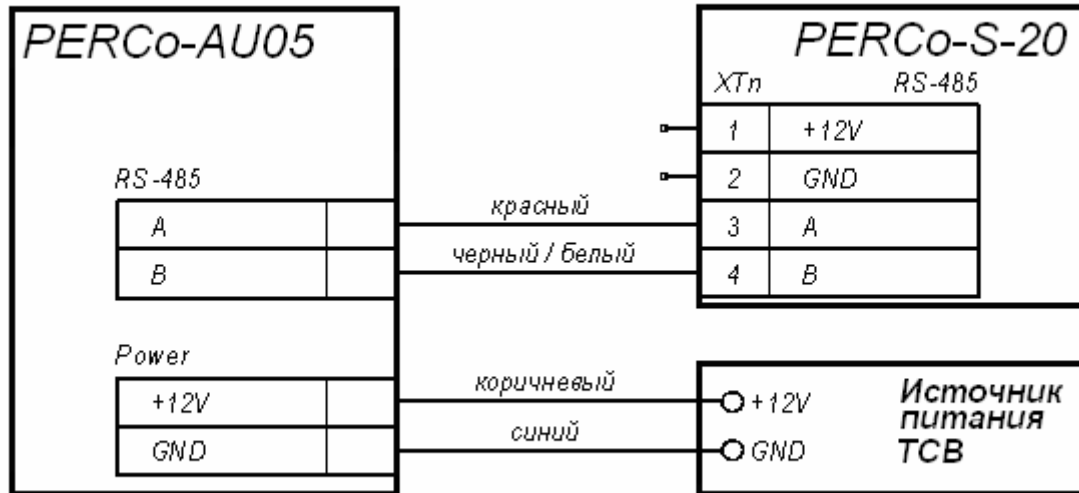 PERCo-AU05
PERCo-S-20
XTn RS-485
1 +12V
2 GND
RS-485
красный
A
3 A
черный / белый
B
4 B
Power
коричневый
+12V
+12V
Источник
питания
ТСВ
синий
GND
GND